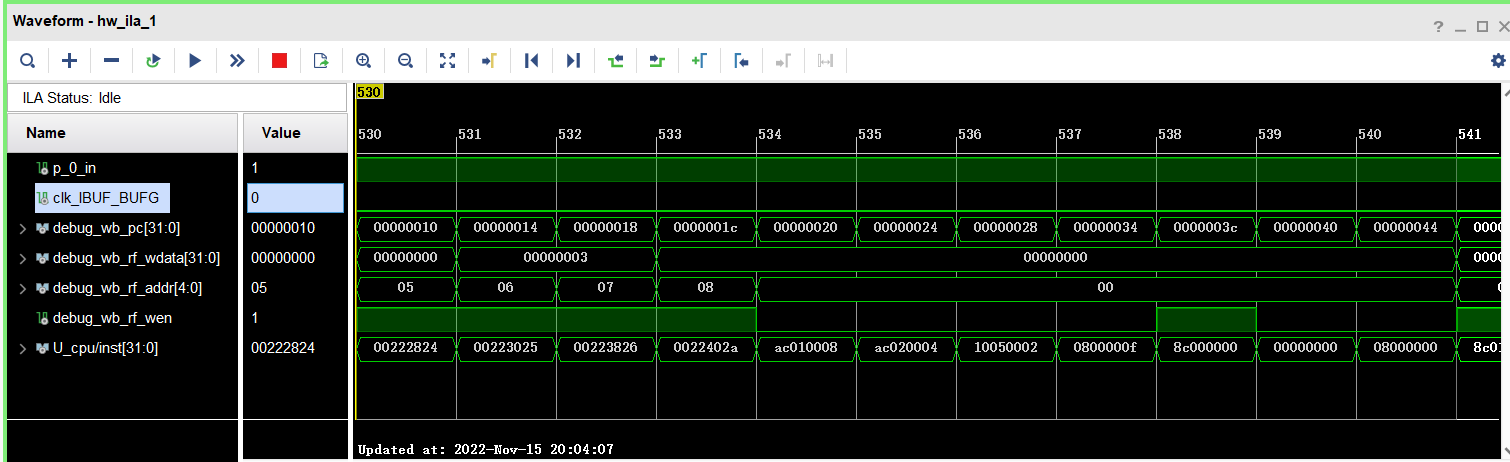 Waveform - hw_ila_1
?
ILA Status: Idle
Name Value
530
530 531 532 533 534 535 536 537 538 539 540 541
p_0_in 1
clk_IBUF_BUFG 0
debug_wb_pc[31:0] 00000010 00000010 00000014 00000018 0000001c 00000020 00000024 00000028 00000034 0000003c 00000040 00000044 0000
debug_wb_rf_wdata[31:0] 00000000 00000000 00000003 00000000 0000
debug_wb_rf_addr[4:0] 05 05 06 07 08 00 0
debug_wb_rf_wen 1
U_cpu/inst[31:0] 00222824 00222824 00223025 00223826 0022402a ac010008 ac020004 10050002 0800000f 8c000000 00000000 08000000 8c01
Updated at: 2022-Nov-15 20:04:07